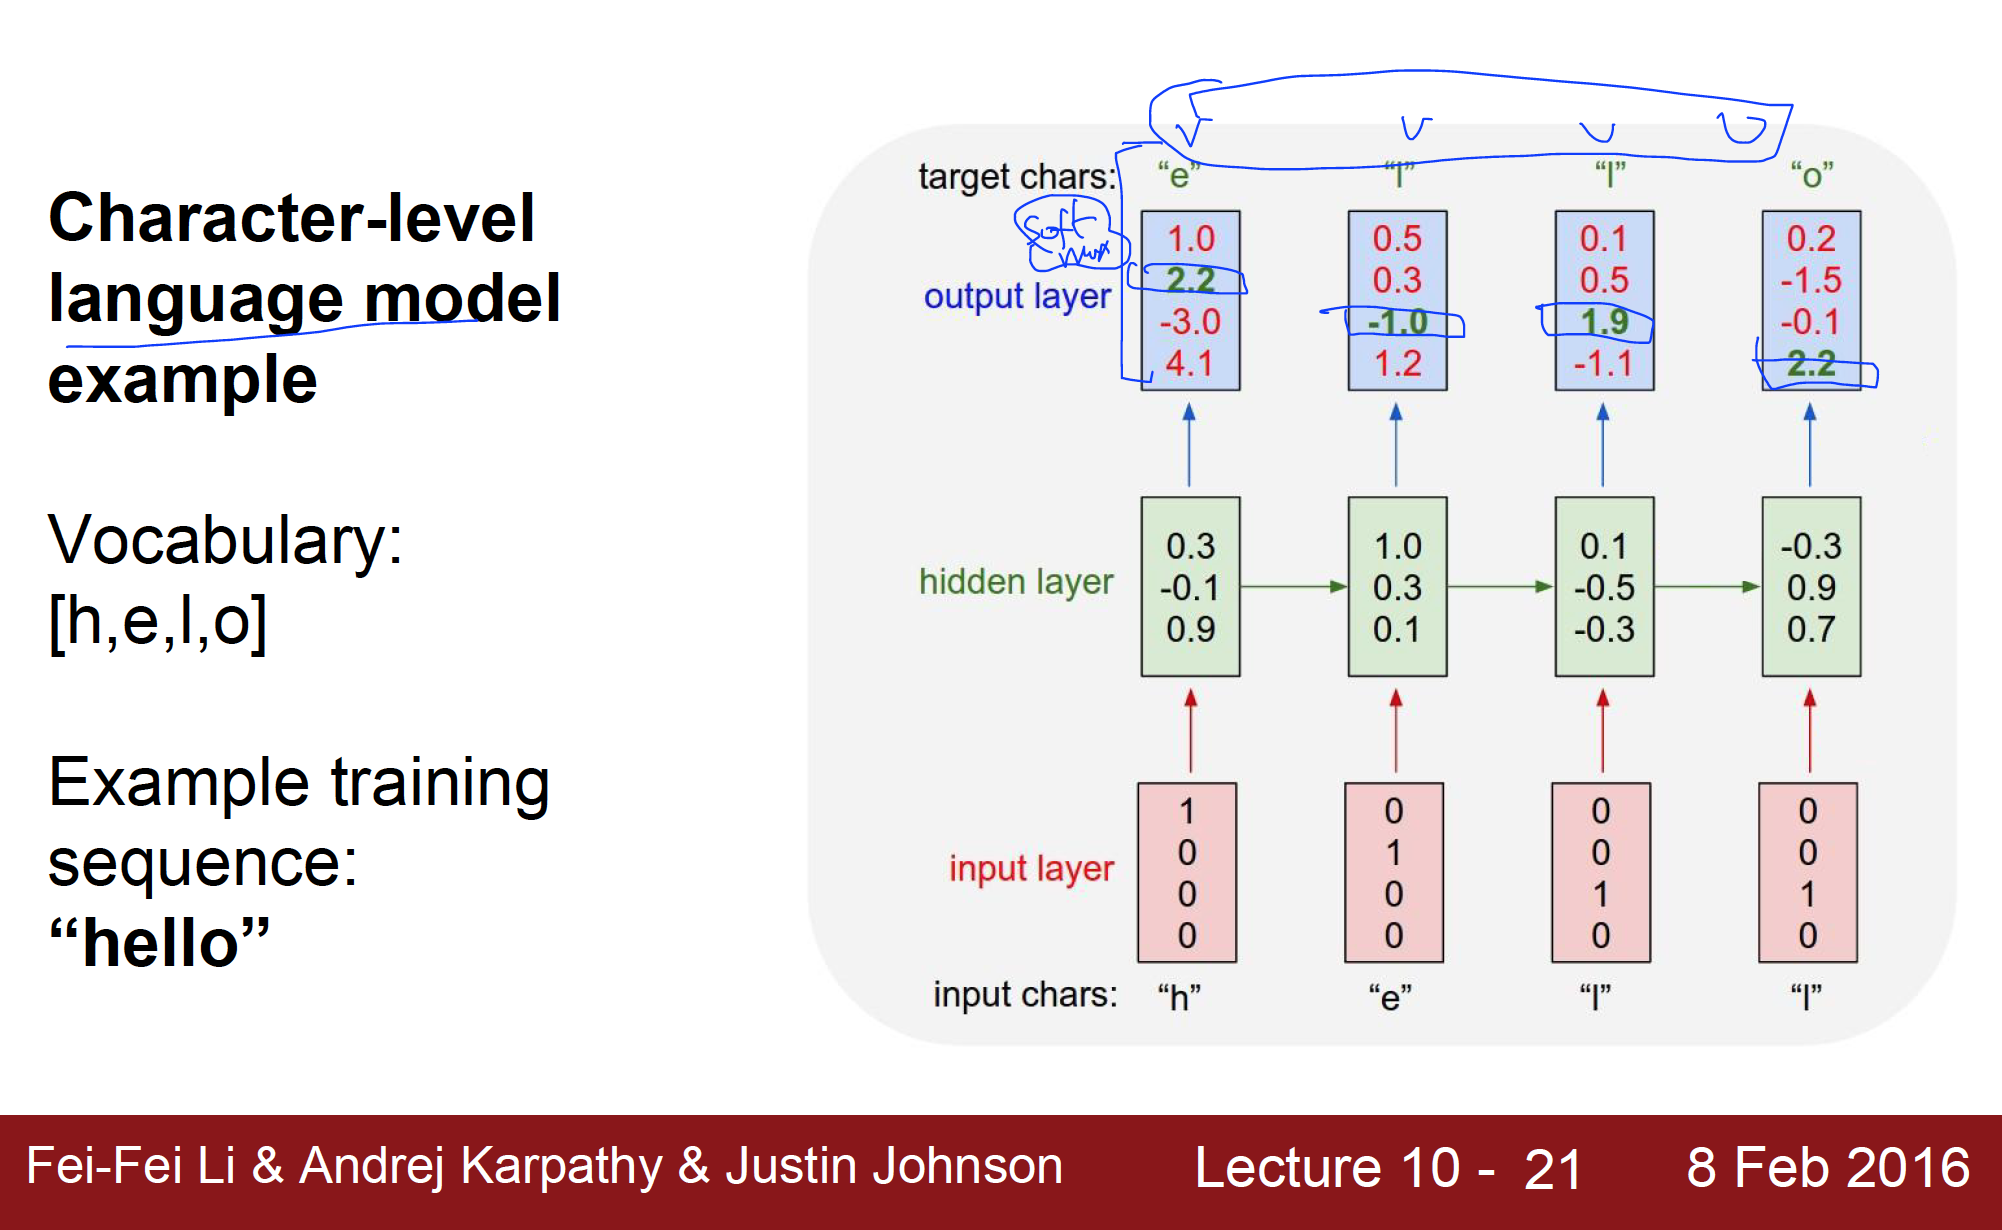 Character-level
language model
example
Vocabulary:
[h,e,l,o]
Example training
sequence:
“hello”
target chars: “e” “l” “l” “o”
soft
max
output layer
1.0 0.5 0.1 0.2
2.2 0.3 0.5 -1.5
-3.0 -1.0 1.9 -0.1
4.1 1.2 -1.1 2.2
hidden layer
0.3 1.0 0.1 -0.3
-0.1 0.3 -0.5 0.9
0.9 0.1 -0.3 0.7
input layer
1 0 0 0
0 1 0 0
0 0 1 1
0 0 0 0
input chars: “h” “e” “l” “l”
Fei-Fei Li & Andrej Karpathy & Justin Johnson Lecture 10 - 21 8 Feb 2016